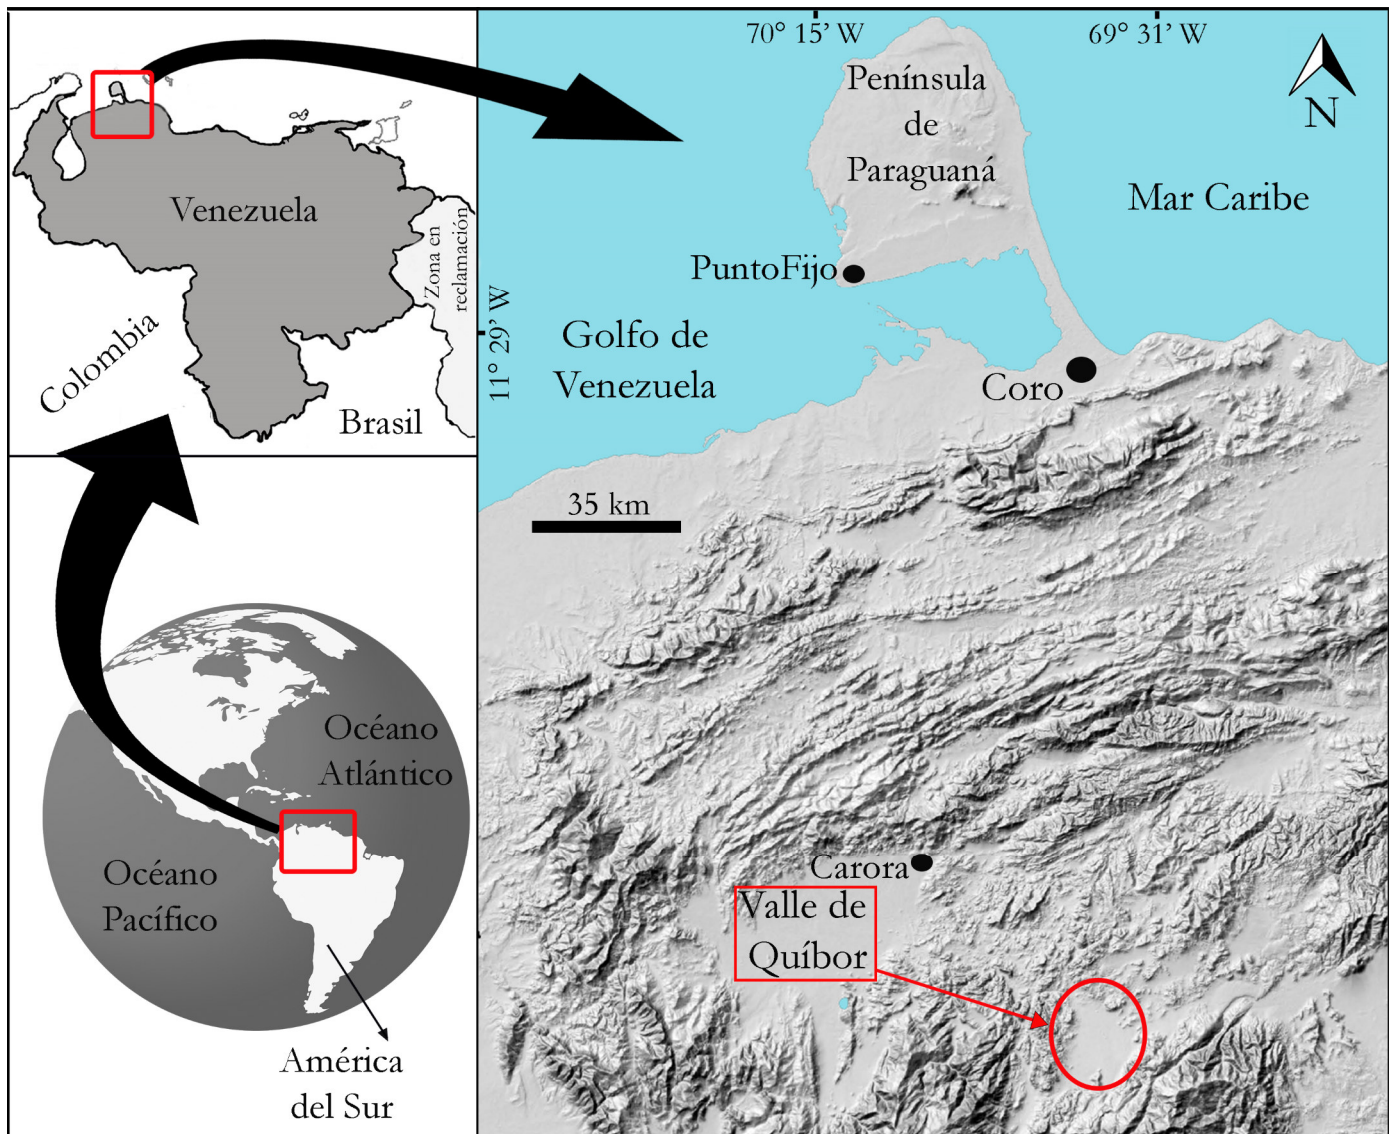 Venezuela
Zona en
reclamación
Colombia
Brasil
Océano
Atlántico
Océano
Pacífico
América
del Sur
70° 15’ W
69° 31’ W
N
Península
de
Paraguaná
Mar Caribe
PuntoFijo
11° 29’ W
Golfo de
Venezuela
Coro
35 km
Carora
Valle de
Quíbor